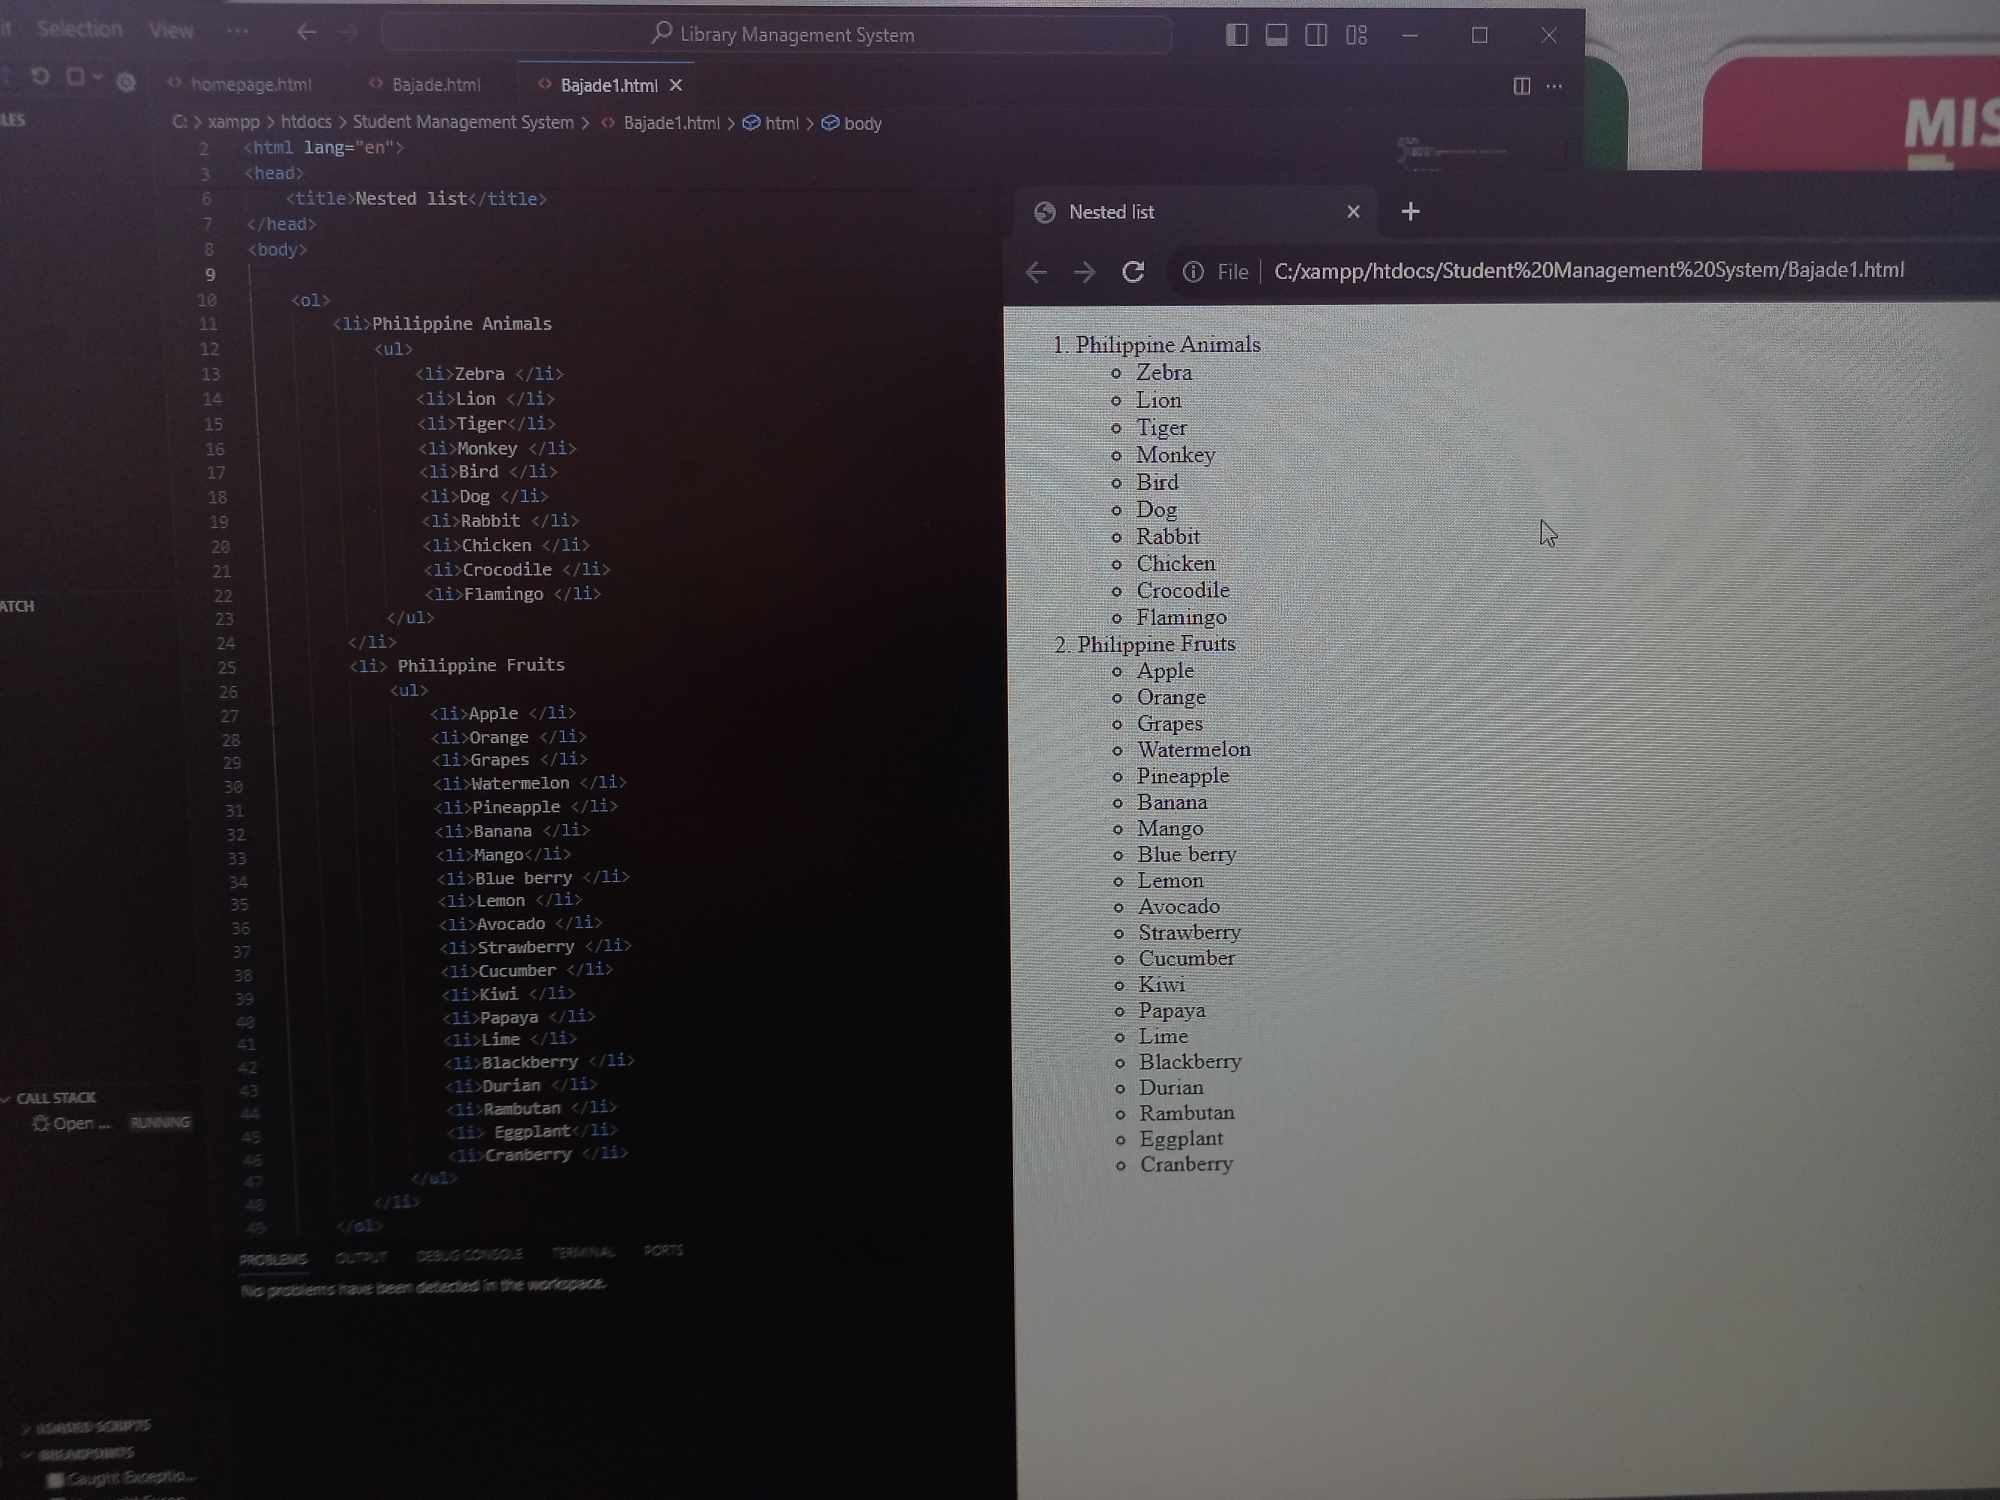 Selection View ...
Library Management System
homepage.html
Bajade.html
Bajade1.html
C: > xampp > htdocs > Student Management System > Bajade1.html > html > body
2 <html lang="en">
3 <head>
6 <title>Nested list</title>
7 </head>
8 <body>
9
10 <ol>
11 <li>Philippine Animals
12 <ul>
13 <li>Zebra </li>
14 <li>Lion </li>
15 <li>Tiger</li>
16 <li>Monkey </li>
17 <li>Bird </li>
18 <li>Dog </li>
19 <li>Rabbit </li>
20 <li>Chicken </li>
21 <li>Crocodile </li>
22 <li>Flamingo </li>
23 </ul>
24 </li>
25 <li> Philippine Fruits
26 <ul>
27 <li>Apple </li>
28 <li>Orange </li>
29 <li>Grapes </li>
30 <li>Watermelon </li>
31 <li>Pineapple </li>
32 <li>Banana </li>
33 <li>Mango</li>
34 <li>Blue berry </li>
35 <li>Lemon </li>
36 <li>Avocado </li>
37 <li>Strawberry </li>
38 <li>Cucumber </li>
39 <li>Kiwi </li>
40 <li>Papaya </li>
41 <li>Lime </li>
42 <li>Blackberry </li>
43 <li>Durian </li>
44 <li>Rambutan </li>
45 <li> Eggplant</li>
46 <li>Cranberry </li>
47 </ul>
48 </li>
49 </ol>
LES
ATCH
CALL STACK
Open ... RUNNING
LOADED SCRIPTS
BREAKPOINTS
Caught Exceptio...
PROBLEMS OUTPUT DEBUG CONSOLE TERMINAL PORTS
No problems have been detected in the workspace.
MIS
Nested list
File C:/xampp/htdocs/Student%20Management%20System/Bajade1.html
1. Philippine Animals
Zebra
Lion
Tiger
Monkey
Bird
Dog
Rabbit
Chicken
Crocodile
Flamingo
2. Philippine Fruits
Apple
Orange
Grapes
Watermelon
Pineapple
Banana
Mango
Blue berry
Lemon
Avocado
Strawberry
Cucumber
Kiwi
Papaya
Lime
Blackberry
Durian
Rambutan
Eggplant
Cranberry